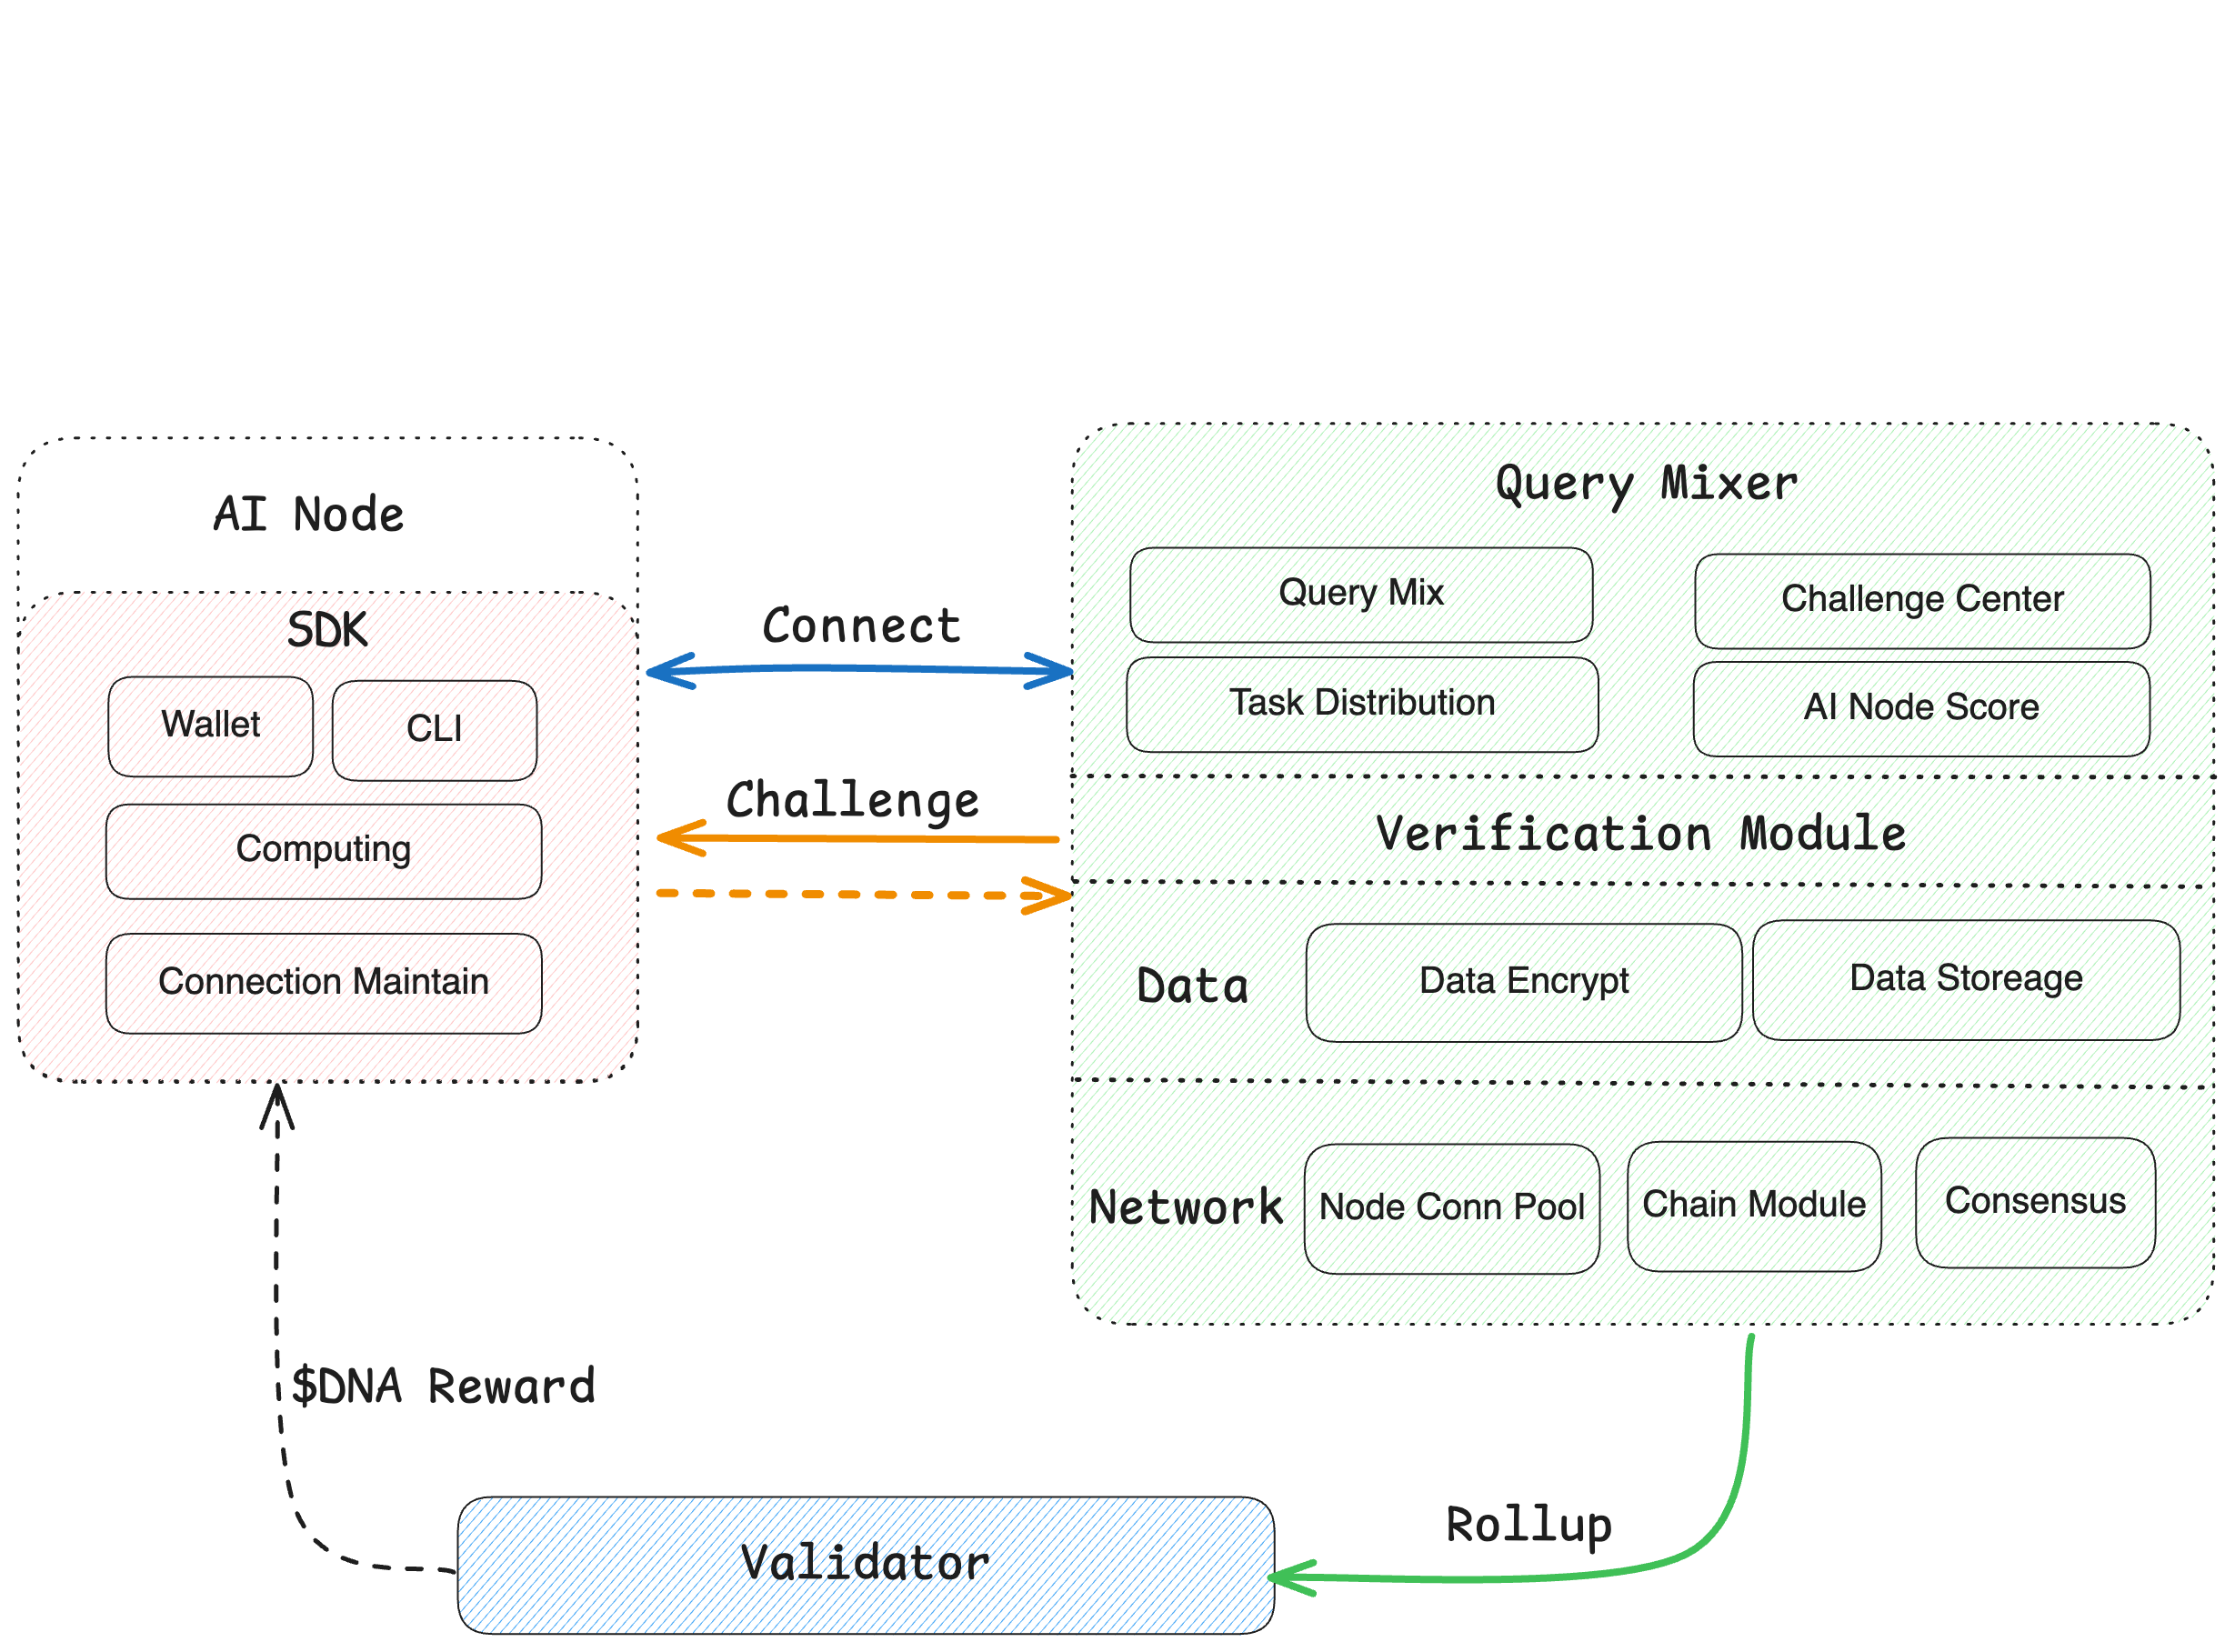 AI Node
SDK
Wallet
CLI
Computing
Connection Maintain
Connect
Challenge
Query Mixer
Query Mix
Challenge Center
Task Distribution
AI Node Score
Verification Module
Data
Data Encrypt
Data Storeage
Network
Node Conn Pool
Chain Module
Consensus
$DNA Reward
Rollup
Validator